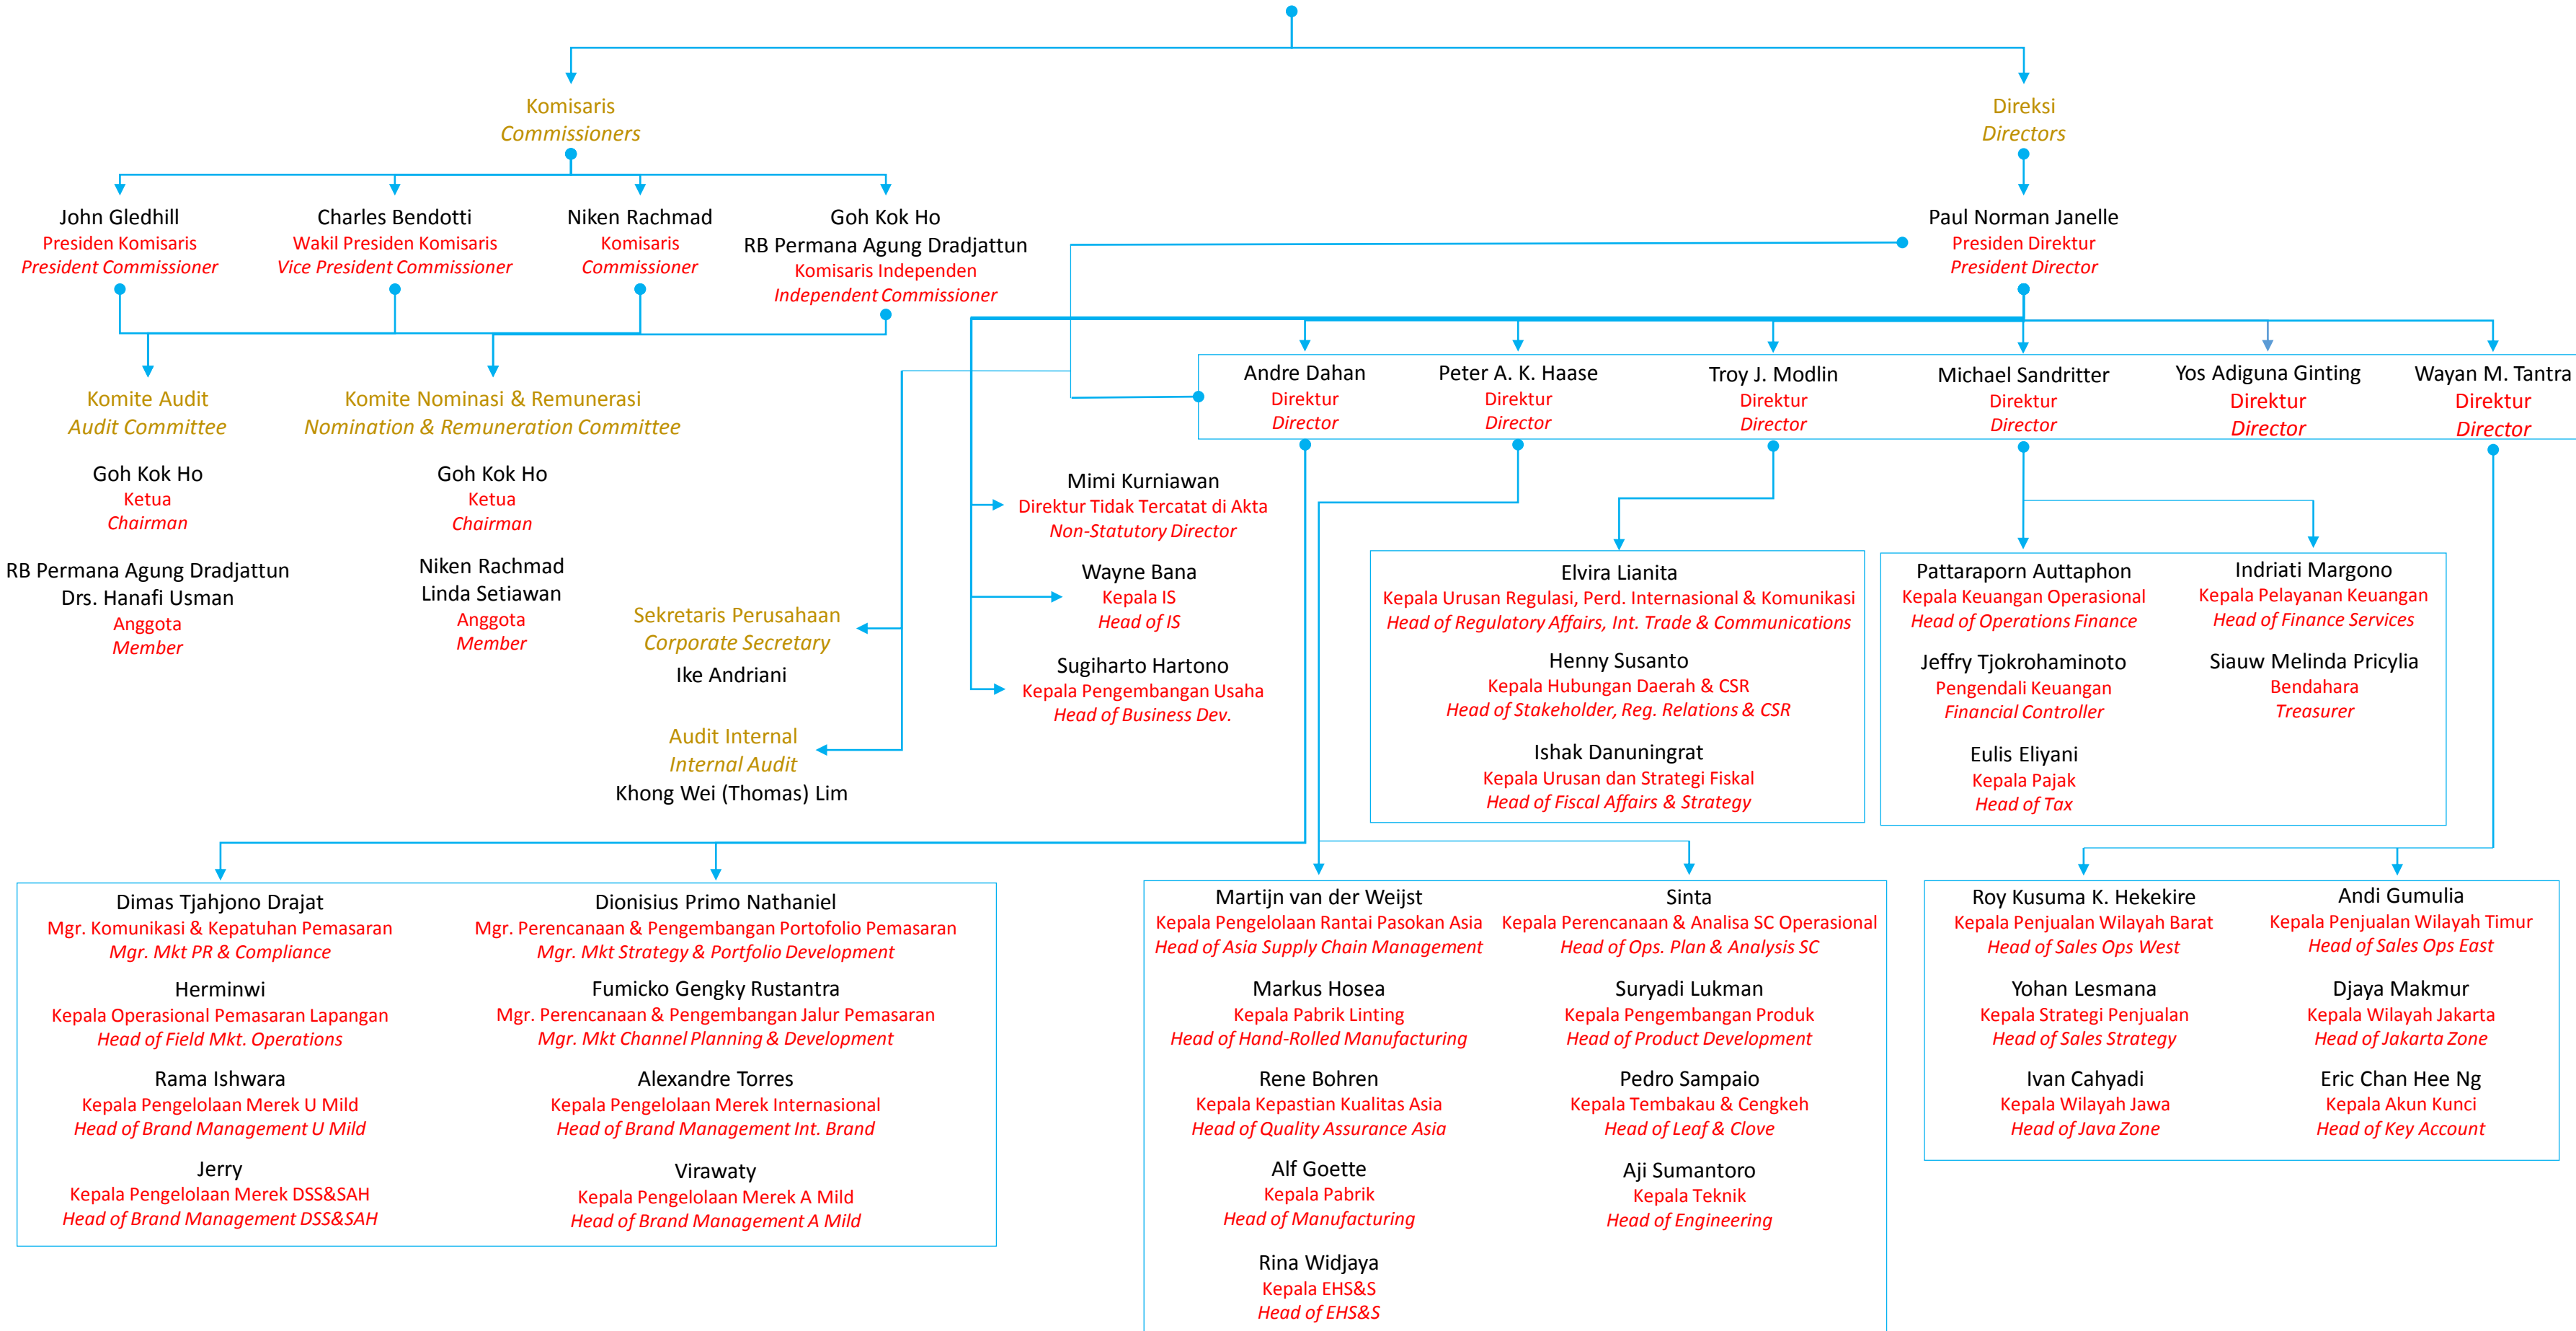 Komisaris
Commissioners
Direksi
Directors
John Gledhill
Presiden Komisaris
President Commissioner
Charles Bendotti
Wakil Presiden Komisaris
Vice President Commissioner
Niken Rachmad
Komisaris
Commissioner
Goh Kok Ho
RB Permana Agung Dradjattun
Komisaris Independen
Independent Commissioner
Paul Norman Janelle
Presiden Direktur
President Director
Komite Audit
Audit Committee
Goh Kok Ho
Ketua
Chairman
RB Permana Agung Dradjattun
Drs. Hanafi Usman
Anggota
Member
Komite Nominasi & Remunerasi
Nomination & Remuneration Committee
Goh Kok Ho
Ketua
Chairman
Niken Rachmad
Linda Setiawan
Anggota
Member
Andre Dahan
Direktur
Director
Peter A. K. Haase
Direktur
Director
Troy J. Modlin
Direktur
Director
Michael Sandritter
Direktur
Director
Yos Adiguna Ginting
Direktur
Director
Wayan M. Tantra
Direktur
Director
Sekretaris Perusahaan
Corporate Secretary
Ike Andriani
Audit Internal
Internal Audit
Khong Wei (Thomas) Lim
Mimi Kurniawan
Direktur Tidak Tercatat di Akta
Non-Statutory Director
Wayne Bana
Kepala IS
Head of IS
Sugiharto Hartono
Kepala Pengembangan Usaha
Head of Business Dev.
Elvira Lianita
Kepala Urusan Regulasi, Perd. Internasional & Komunikasi
Head of Regulatory Affairs, Int. Trade & Communications
Henny Susanto
Kepala Hubungan Daerah & CSR
Head of Stakeholder, Reg. Relations & CSR
Ishak Danuningrat
Kepala Urusan dan Strategi Fiskal
Head of Fiscal Affairs & Strategy
Pattaraporn Auttaphon
Kepala Keuangan Operasional
Head of Operations Finance
Jeffry Tjokrohaminoto
Pengendali Keuangan
Financial Controller
Eulis Eliyani
Kepala Pajak
Head of Tax
Indriati Margono
Kepala Pelayanan Keuangan
Head of Finance Services
Siauw Melinda Pricylia
Bendahara
Treasurer
Dimas Tjahjono Drajat
Mgr. Komunikasi & Kepatuhan Pemasaran
Mgr. Mkt PR & Compliance
Herminwi
Kepala Operasional Pemasaran Lapangan
Head of Field Mkt. Operations
Rama Ishwara
Kepala Pengelolaan Merek U Mild
Head of Brand Management U Mild
Jerry
Kepala Pengelolaan Merek DSS&SAH
Head of Brand Management DSS&SAH
Dionisius Primo Nathaniel
Mgr. Perencanaan & Pengembangan Portofolio Pemasaran
Mgr. Mkt Strategy & Portfolio Development
Fumicko Gengky Rustantra
Mgr. Perencanaan & Pengembangan Jalur Pemasaran
Mgr. Mkt Channel Planning & Development
Alexandre Torres
Kepala Pengelolaan Merek Internasional
Head of Brand Management Int. Brand
Virawaty
Kepala Pengelolaan Merek A Mild
Head of Brand Management A Mild
Martijn van der Weijst
Kepala Pengelolaan Rantai Pasokan Asia
Head of Asia Supply Chain Management
Markus Hosea
Kepala Pabrik Linting
Head of Hand-Rolled Manufacturing
Rene Bohren
Kepala Kepastian Kualitas Asia
Head of Quality Assurance Asia
Alf Goette
Kepala Pabrik
Head of Manufacturing
Rina Widjaya
Kepala EHS&S
Head of EHS&S
Sinta
Kepala Perencanaan & Analisa SC Operasional
Head of Ops. Plan & Analysis SC
Suryadi Lukman
Kepala Pengembangan Produk
Head of Product Development
Pedro Sampaio
Kepala Tembakau & Cengkeh
Head of Leaf & Clove
Aji Sumantoro
Kepala Teknik
Head of Engineering
Roy Kusuma K. Hekekire
Kepala Penjualan Wilayah Barat
Head of Sales Ops West
Yohan Lesmana
Kepala Strategi Penjualan
Head of Sales Strategy
Ivan Cahyadi
Kepala Wilayah Jawa
Head of Java Zone
Andi Gumulia
Kepala Penjualan Wilayah Timur
Head of Sales Ops East
Djaya Makmur
Kepala Wilayah Jakarta
Head of Jakarta Zone
Eric Chan Hee Ng
Kepala Akun Kunci
Head of Key Account